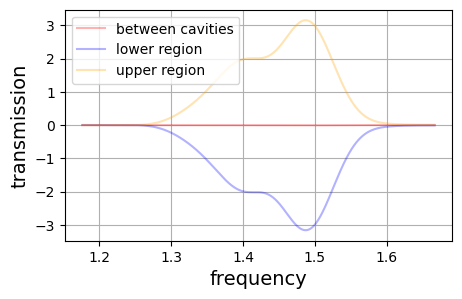 between cavities
lower region
upper region
3
2
1
0
−1
−2
−3
transmission
1.2 1.3 1.4 1.5 1.6
frequency